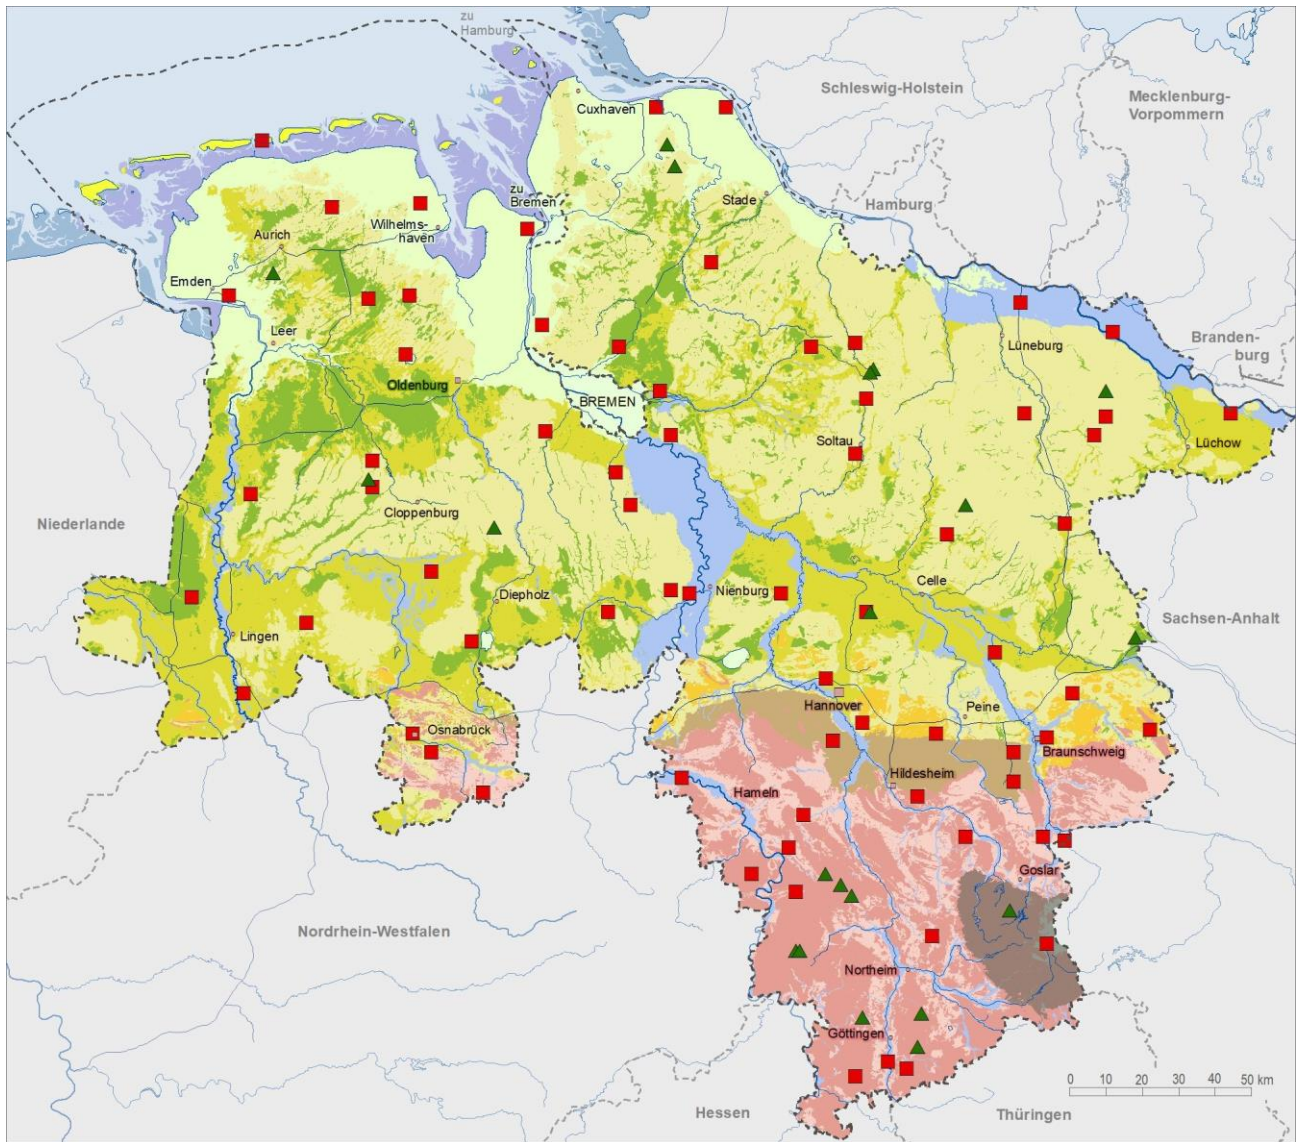 zu
Hamburg
Schleswig-Holstein
Mecklenburg-
Vorpommern
Cuxhaven
zu
Bremen
Stade
Hamburg
Wilhelms-
haven
Aurich
Emden
Leer
Oldenburg
BREMEN
Lüneburg
Branden-
burg
Soltau
Lüchow
Niederlande
Cloppenburg
Celle
Diepholz
Nienburg
Lingen
Sachsen-Anhalt
Hannover
Peine
Osnabrück
Braunschweig
Hildesheim
Hameln
Goslar
Nordrhein-Westfalen
Northeim
Göttingen
0 10 20 30 40 50 km
Hessen
Thüringen